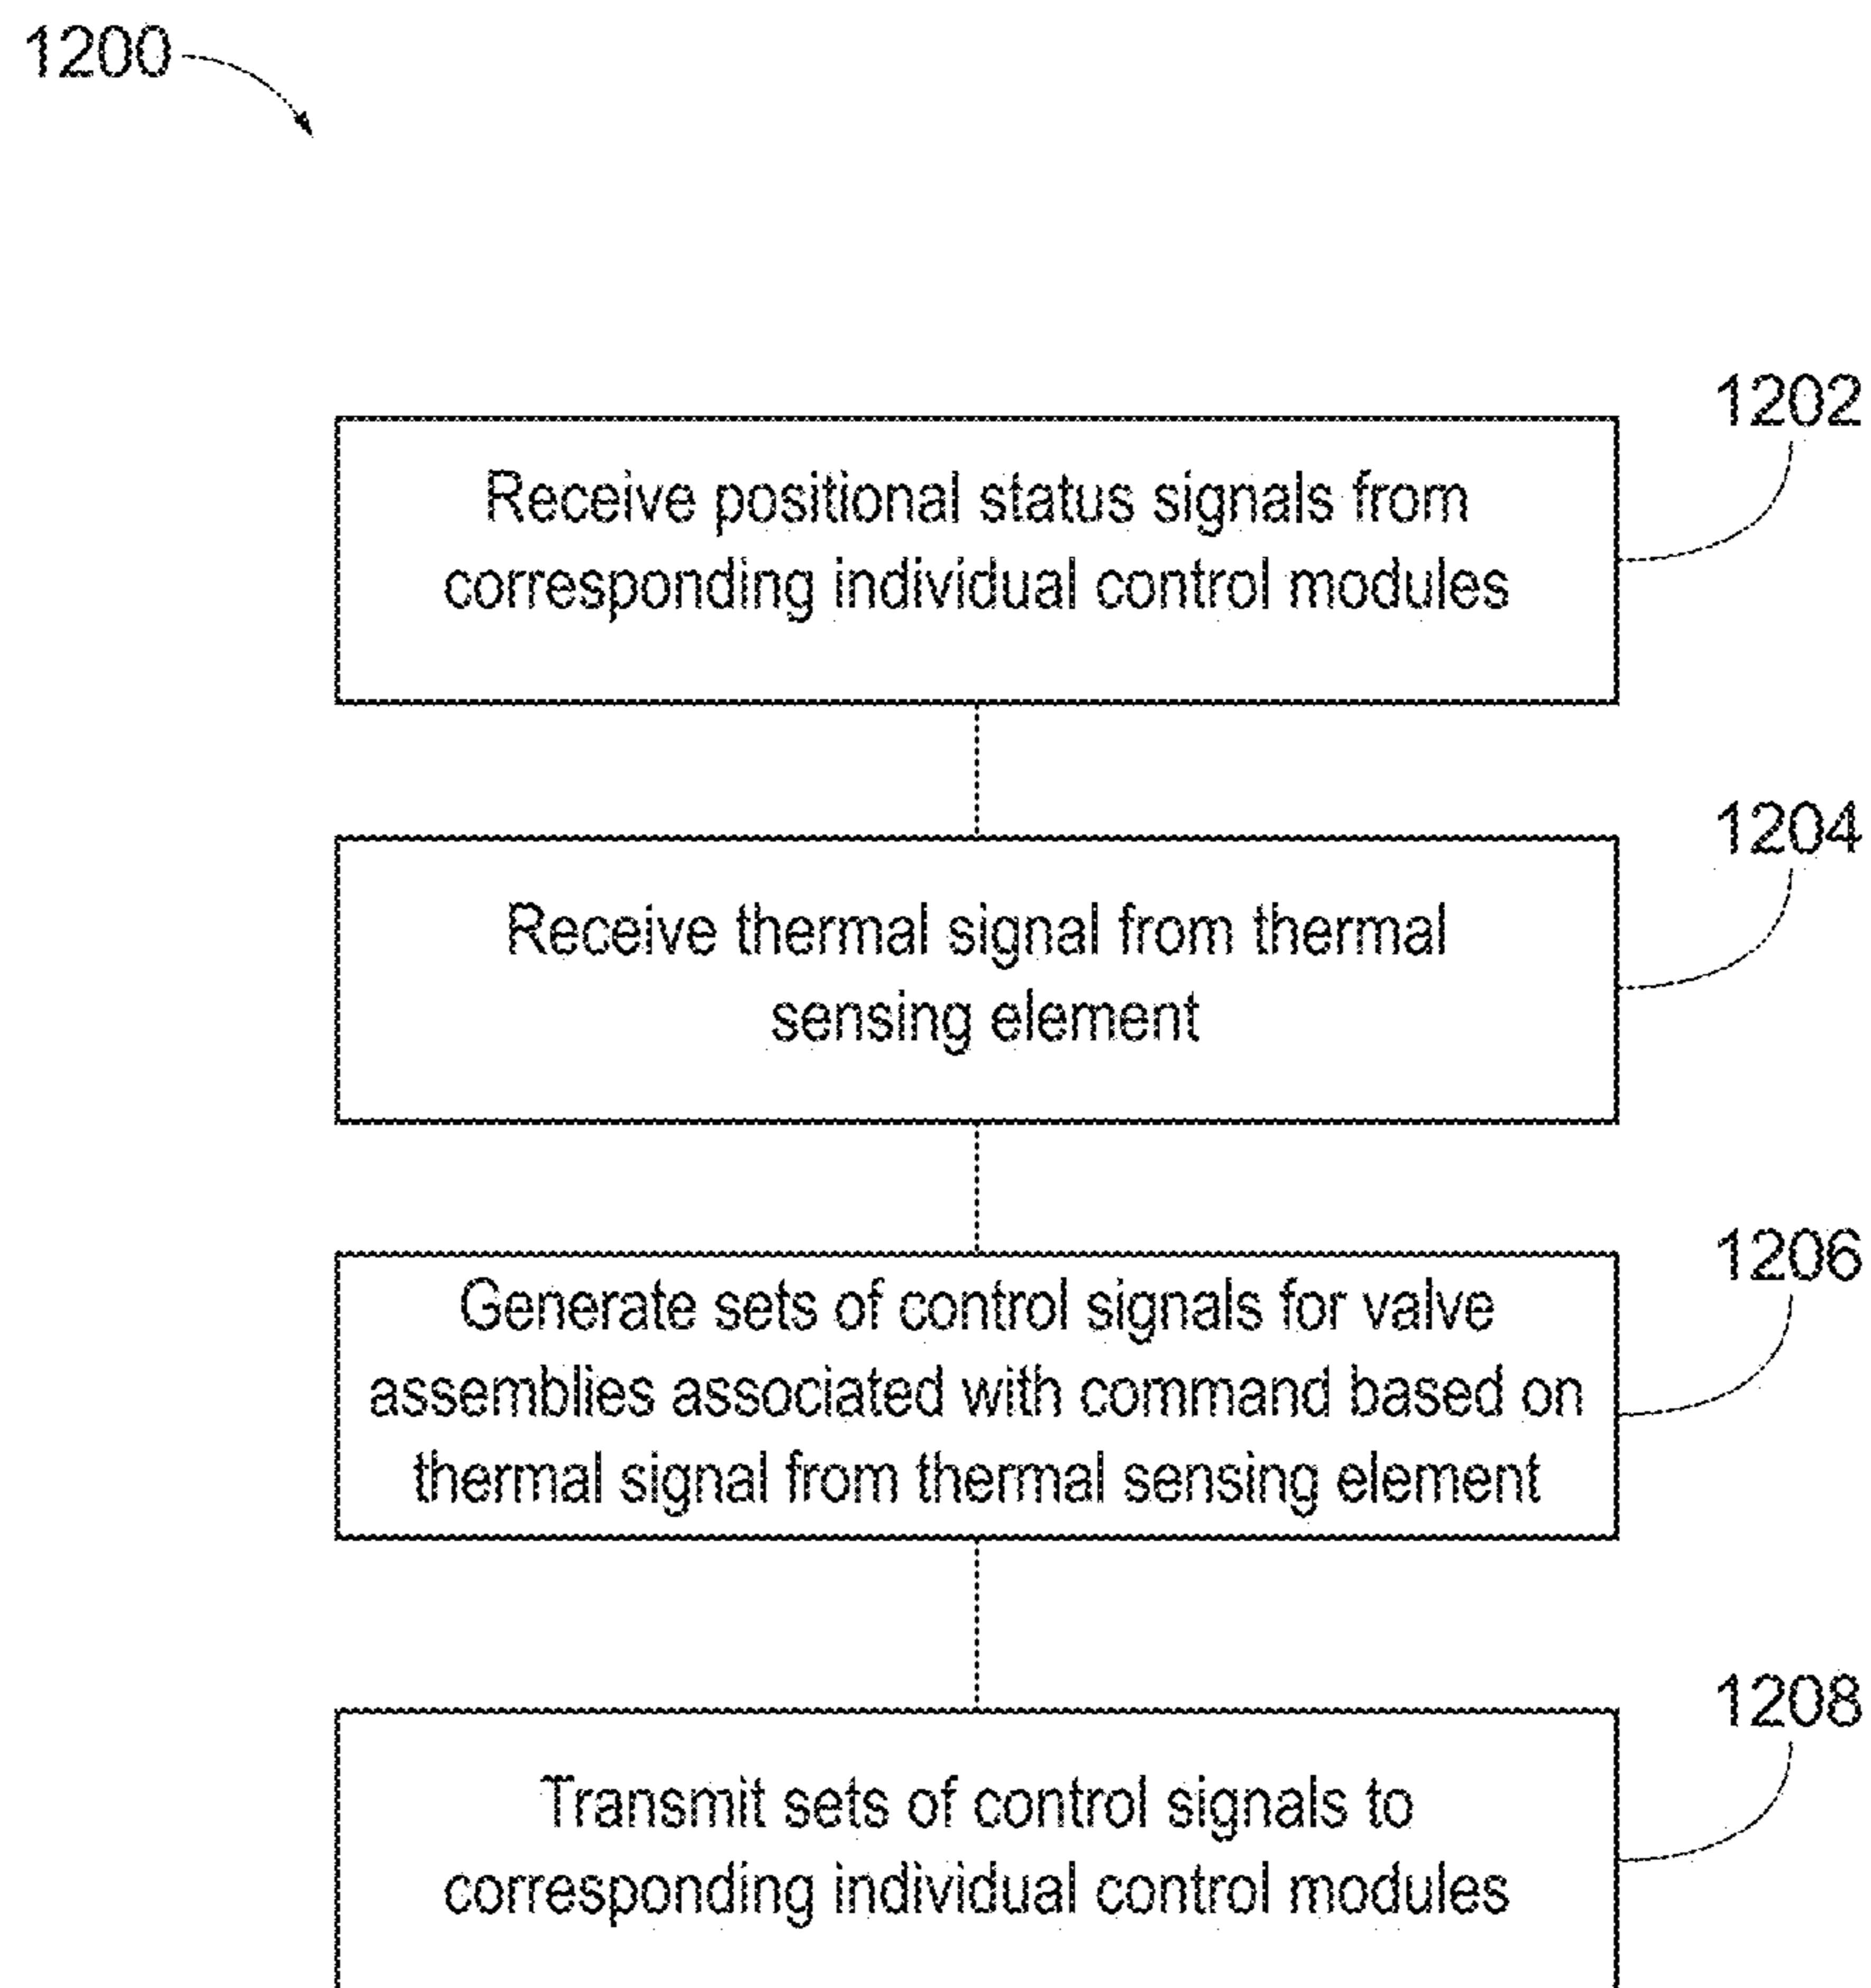 1200
1202
Receive positional status signals from
corresponding individual control modules
1204
Receive thermal signal from thermal
sensing element
1206
Generate sets of control signals for valve
assemblies associated with command based on
thermal signal from thermal sensing element
1208
Transmit sets of control signals to
corresponding individual control modules